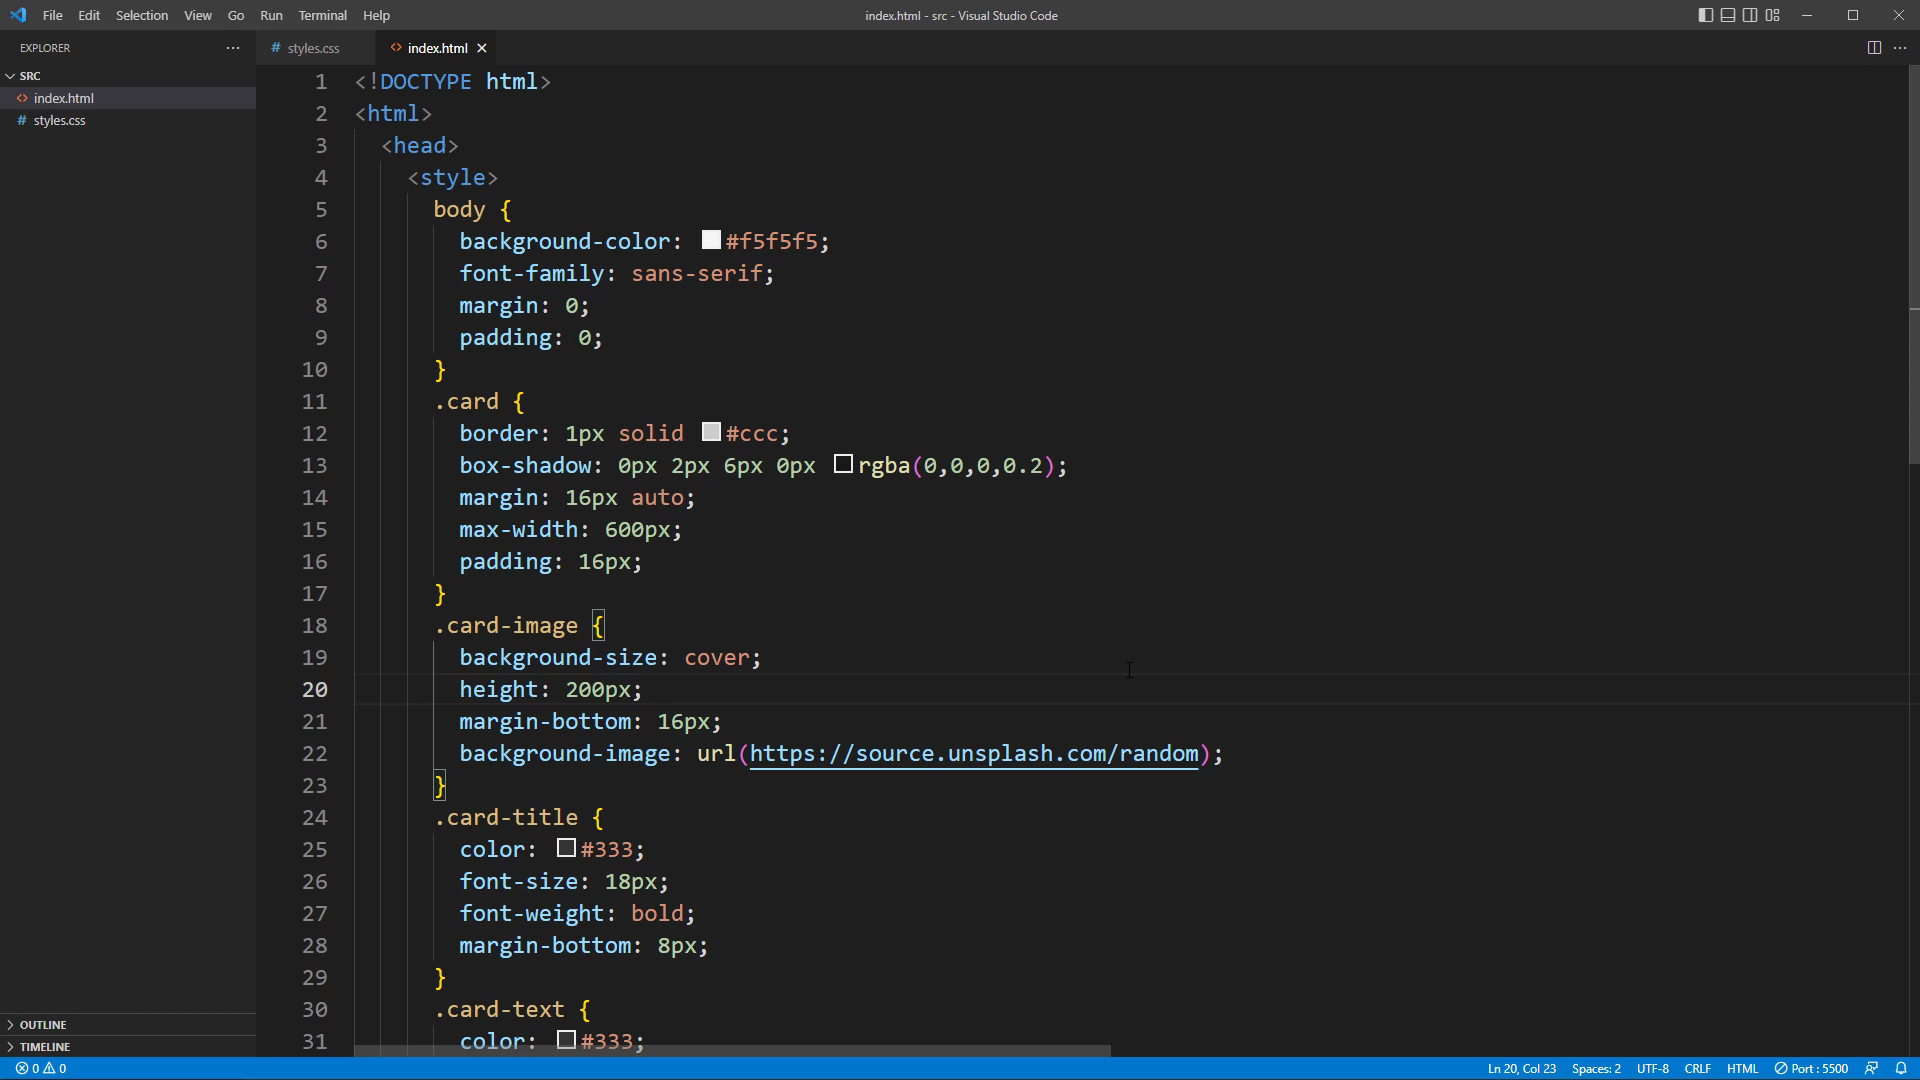 File Edit Selection View Go Run Terminal Help
index.html - src - Visual Studio Code
EXPLORER
SRC
index.html
styles.css
OUTLINE
TIMELINE
# styles.css
<> index.html
1 <!DOCTYPE html>
2 <html>
3 <head>
4 <style>
5 body {
6 background-color: #f5f5f5;
7 font-family: sans-serif;
8 margin: 0;
9 padding: 0;
10 }
11 .card {
12 border: 1px solid #ccc;
13 box-shadow: 0px 2px 6px 0px rgba(0,0,0,0.2);
14 margin: 16px auto;
15 max-width: 600px;
16 padding: 16px;
17 }
18 .card-image {
19 background-size: cover;
20 height: 200px;
21 margin-bottom: 16px;
22 background-image: url(https://source.unsplash.com/random);
23 }
24 .card-title {
25 color: #333;
26 font-size: 18px;
27 font-weight: bold;
28 margin-bottom: 8px;
29 }
30 .card-text {
31 color: #333;
0 0
Ln 20, Col 23 Spaces: 2 UTF-8 CRLF HTML Port : 5500